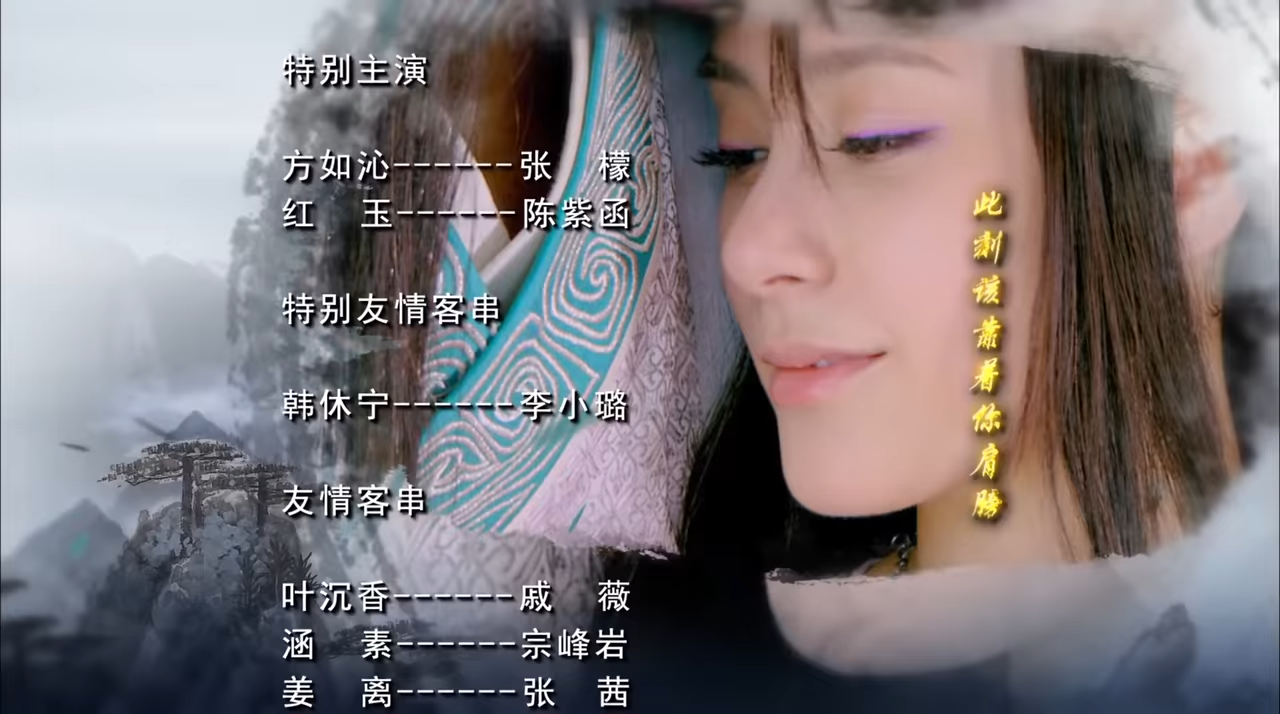 特别主演
方如沁------张 檬
红 玉------陈紫函
特别友情客串
韩休宁------李小璐
友情客串
叶沉香------戚 薇
涵 素------宗峰岩
姜 离------张 茜
此刻该着你肩膀